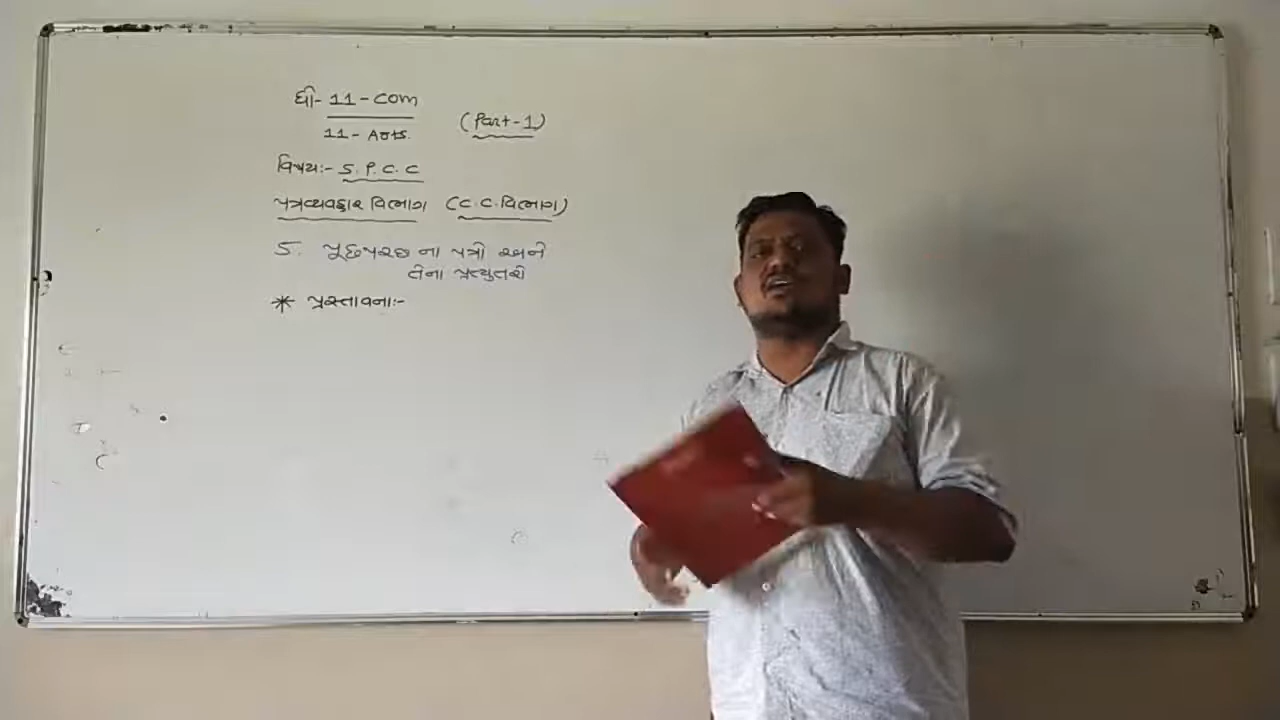 ધો- 11 - com
11 - Arts.
(Part-1)
વિષય:- S. P. C. C
પત્રવ્યવહાર વિભાગ (C. C. વિભાગ)
5. પૂછપરછ ના પત્રો અને
તેના પ્રત્યુતરો
* પ્રસ્તાવના:-